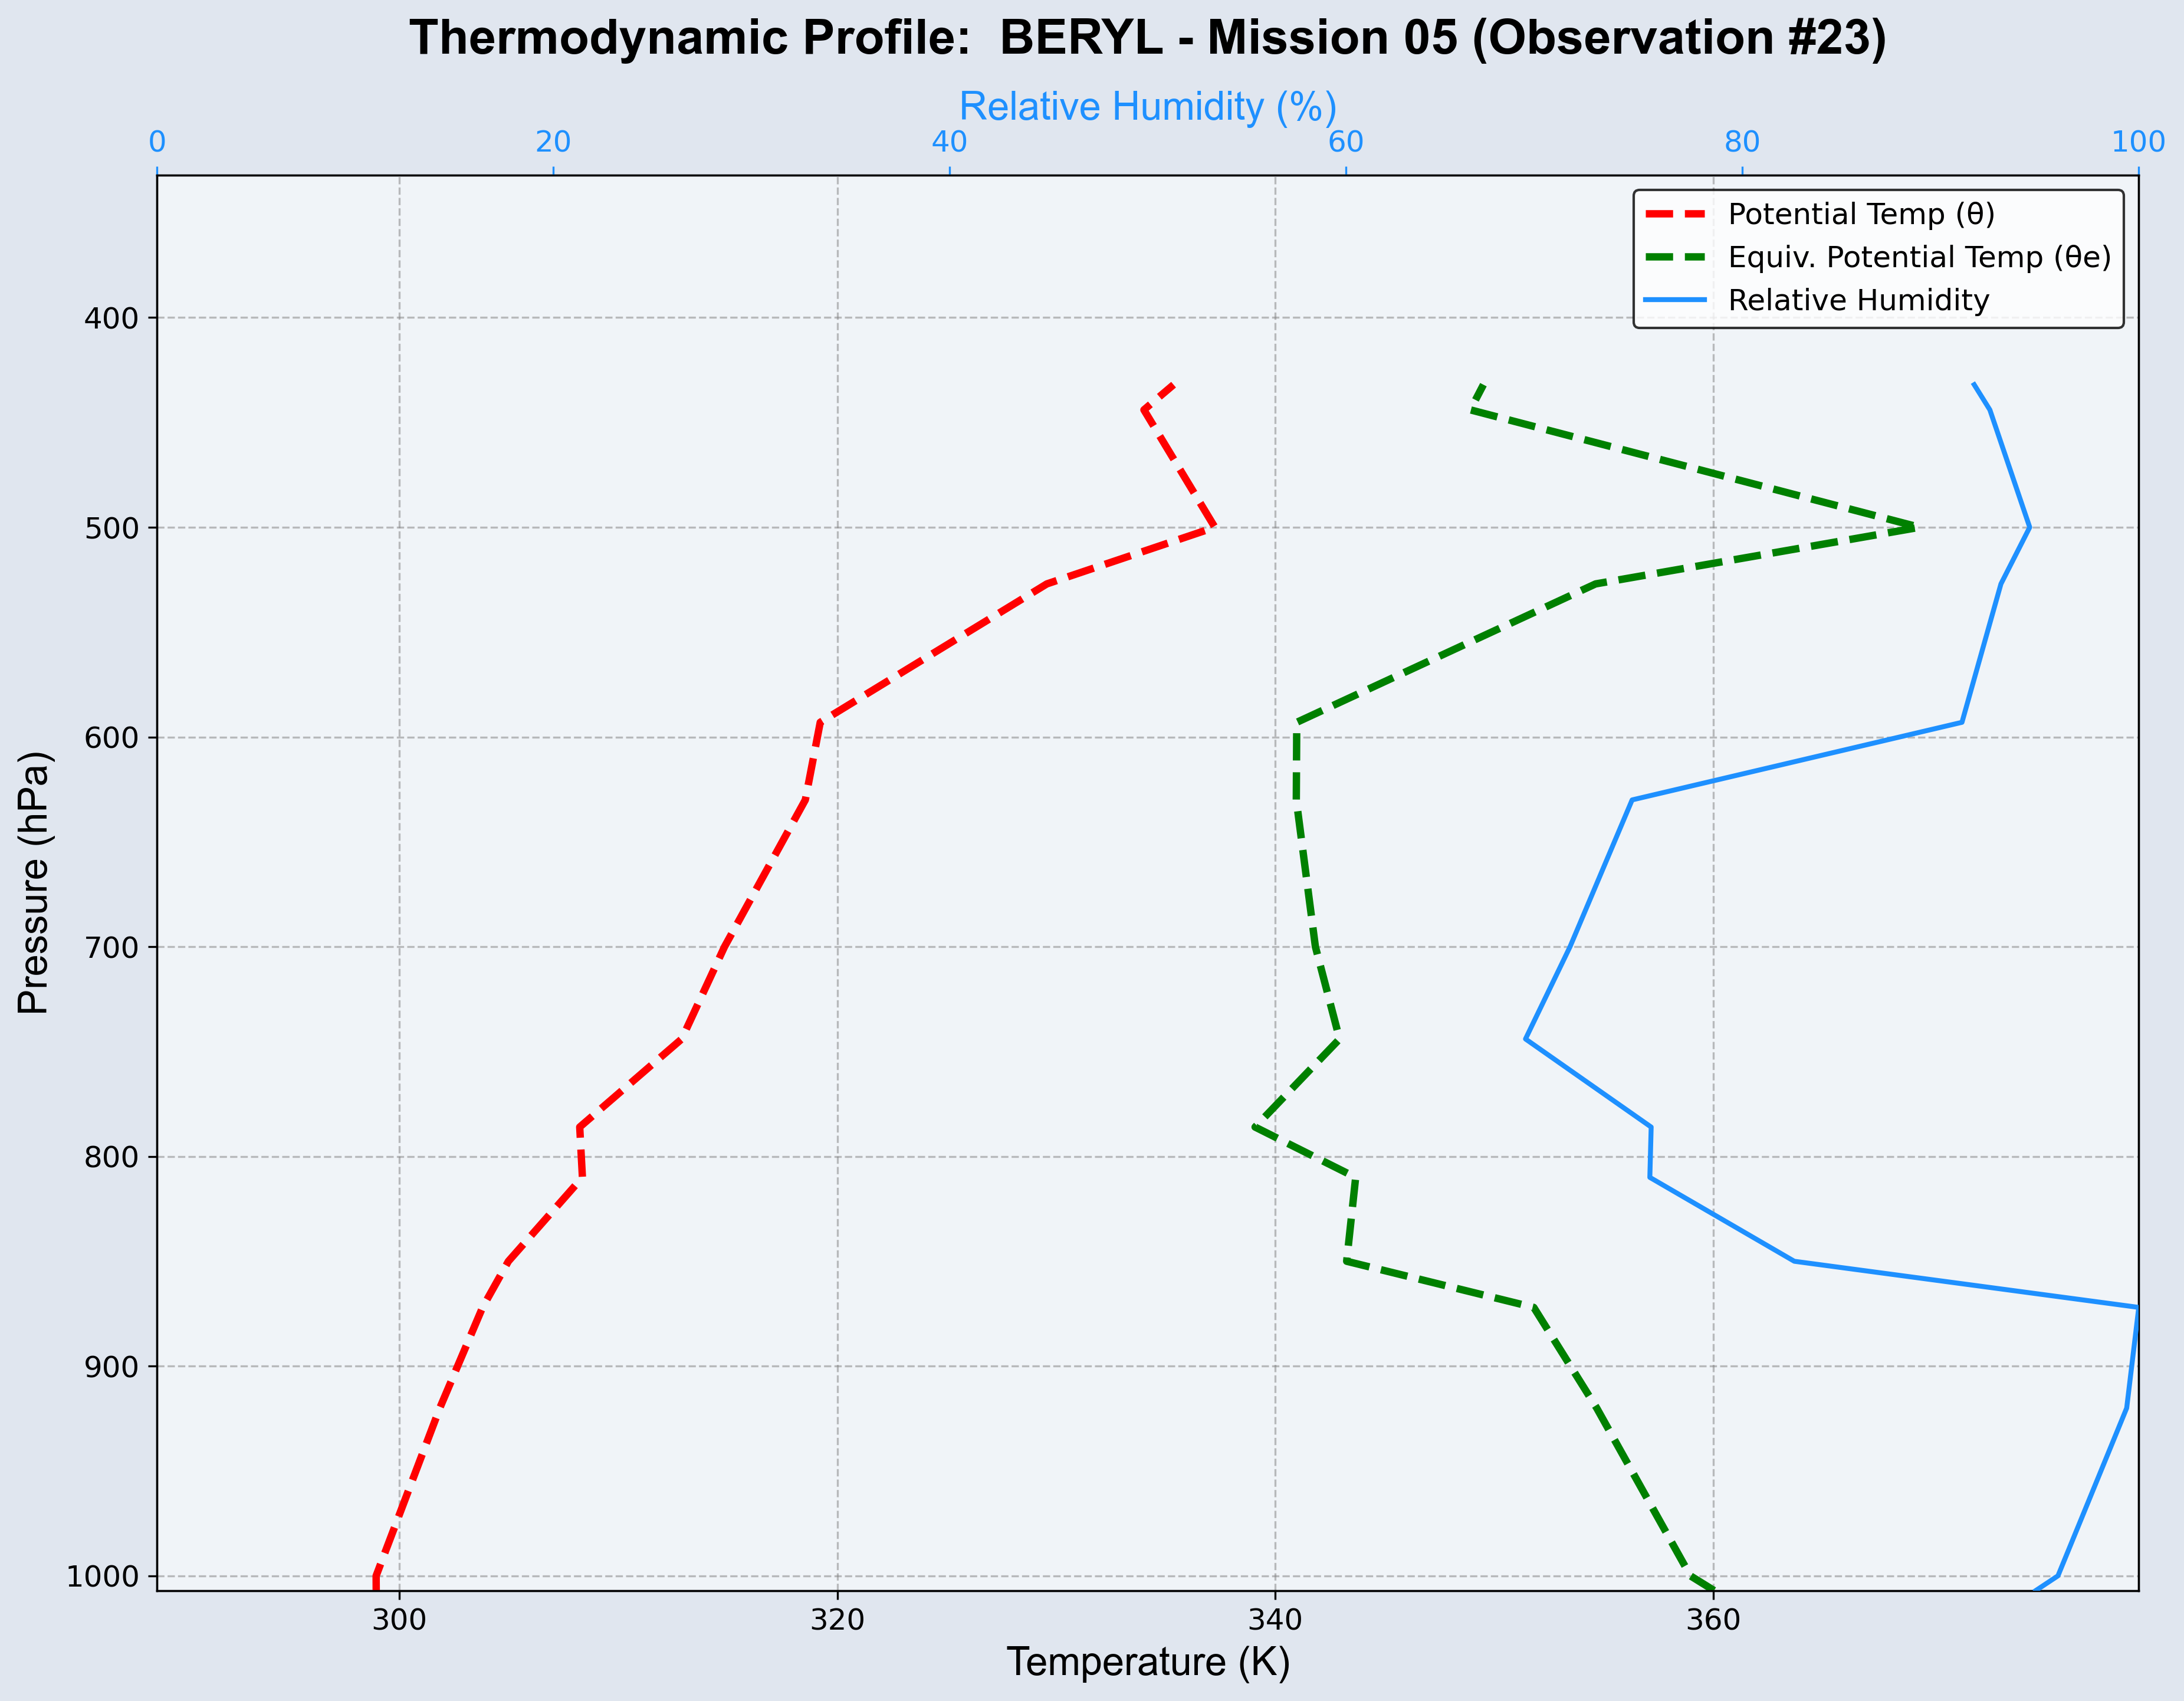 Thermodynamic Profile:  BERYL - Mission 05 (Observation #23)
Relative Humidity (%)
0 20 40 60 80 100
Potential Temp (θ)
Equiv. Potential Temp (θe)
Relative Humidity
400
500
600
700
800
900
1000
Pressure (hPa)
300 320 340 360
Temperature (K)